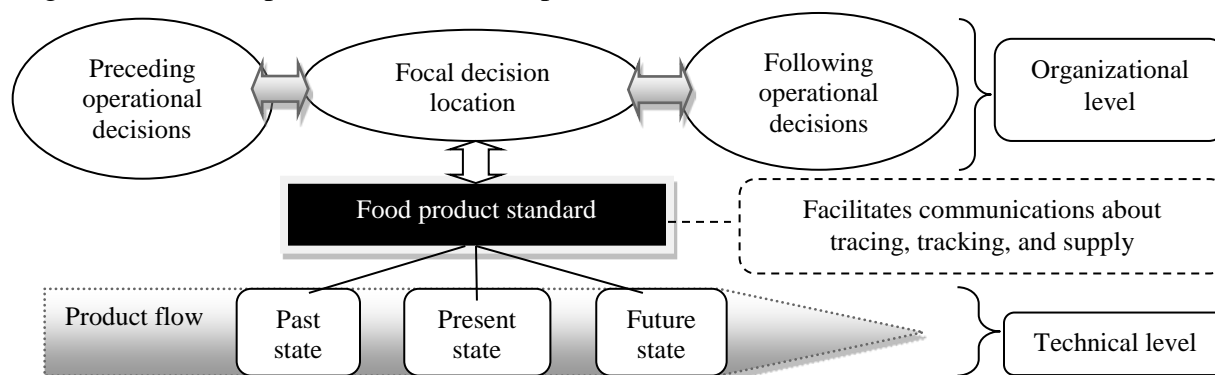 Preceding
operational
decisions
Focal decision
location
Following
operational
decisions
Organizational
level
Food product standard
Facilitates communications about
tracing, tracking, and supply
Product flow
Past
state
Present
state
Future
state
Technical level